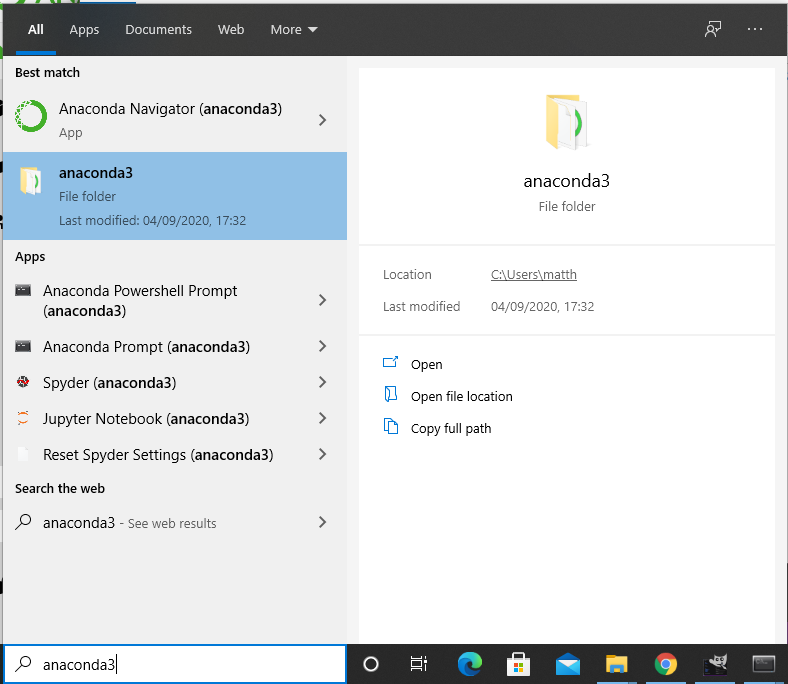 All Apps Documents Web More
Best match
Anaconda Navigator (anaconda3)
App
anaconda3
File folder
Last modified: 04/09/2020, 17:32
Apps
Anaconda Powershell Prompt
(anaconda3)
Anaconda Prompt (anaconda3)
Spyder (anaconda3)
Jupyter Notebook (anaconda3)
Reset Spyder Settings (anaconda3)
Search the web
anaconda3 - See web results
anaconda3
File folder
Location C:\Users\matth
Last modified 04/09/2020, 17:32
Open
Open file location
Copy full path
anaconda3